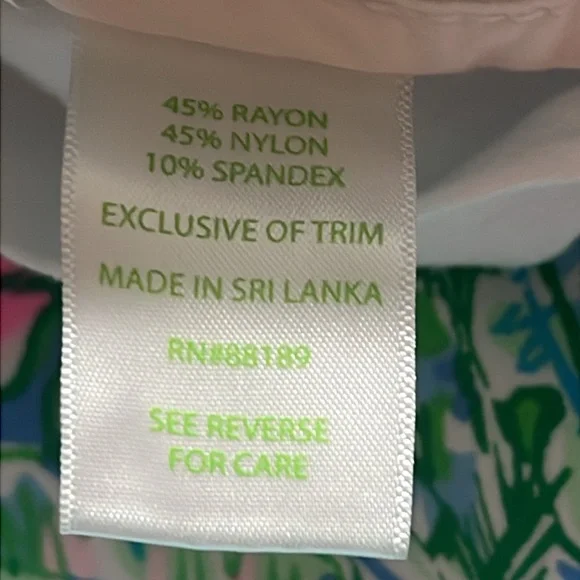 45% RAYON
45% NYLON
10% SPANDEX
EXCLUSIVE OF TRIM
MADE IN SRI LANKA
RN#88189
SEE REVERSE
FOR CARE